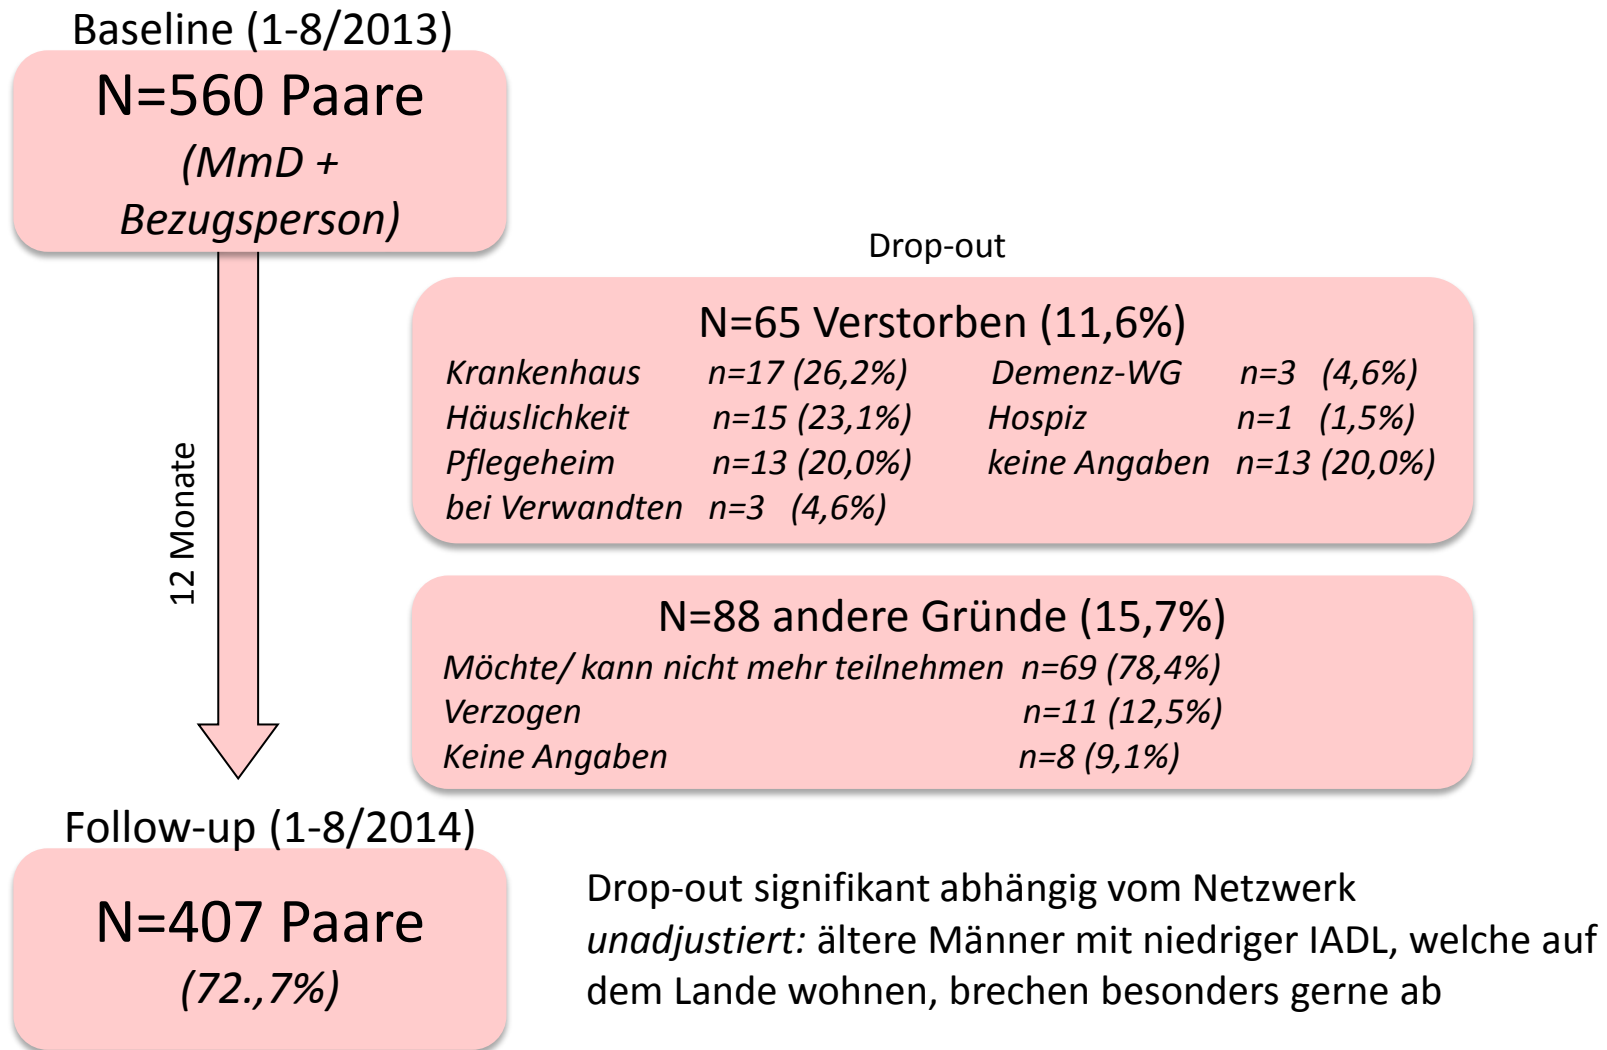 Baseline (1-8/2013)
N=560 Paare
(MmD +
Bezugsperson)
12 Monate
Drop-out
N=65 Verstorben (11,6%)
Krankenhaus n=17 (26,2%) Demenz-WG n=3 (4,6%)
Häuslichkeit n=15 (23,1%) Hospiz n=1 (1,5%)
Pflegeheim n=13 (20,0%) keine Angaben n=13 (20,0%)
bei Verwandten n=3 (4,6%)
N=88 andere Gründe (15,7%)
Möchte/ kann nicht mehr teilnehmen n=69 (78,4%)
Verzogen n=11 (12,5%)
Keine Angaben n=8 (9,1%)
Follow-up (1-8/2014)
N=407 Paare
(72.,7%)
Drop-out signifikant abhängig vom Netzwerk
unadjustiert: ältere Männer mit niedriger IADL, welche auf
dem Lande wohnen, brechen besonders gerne ab